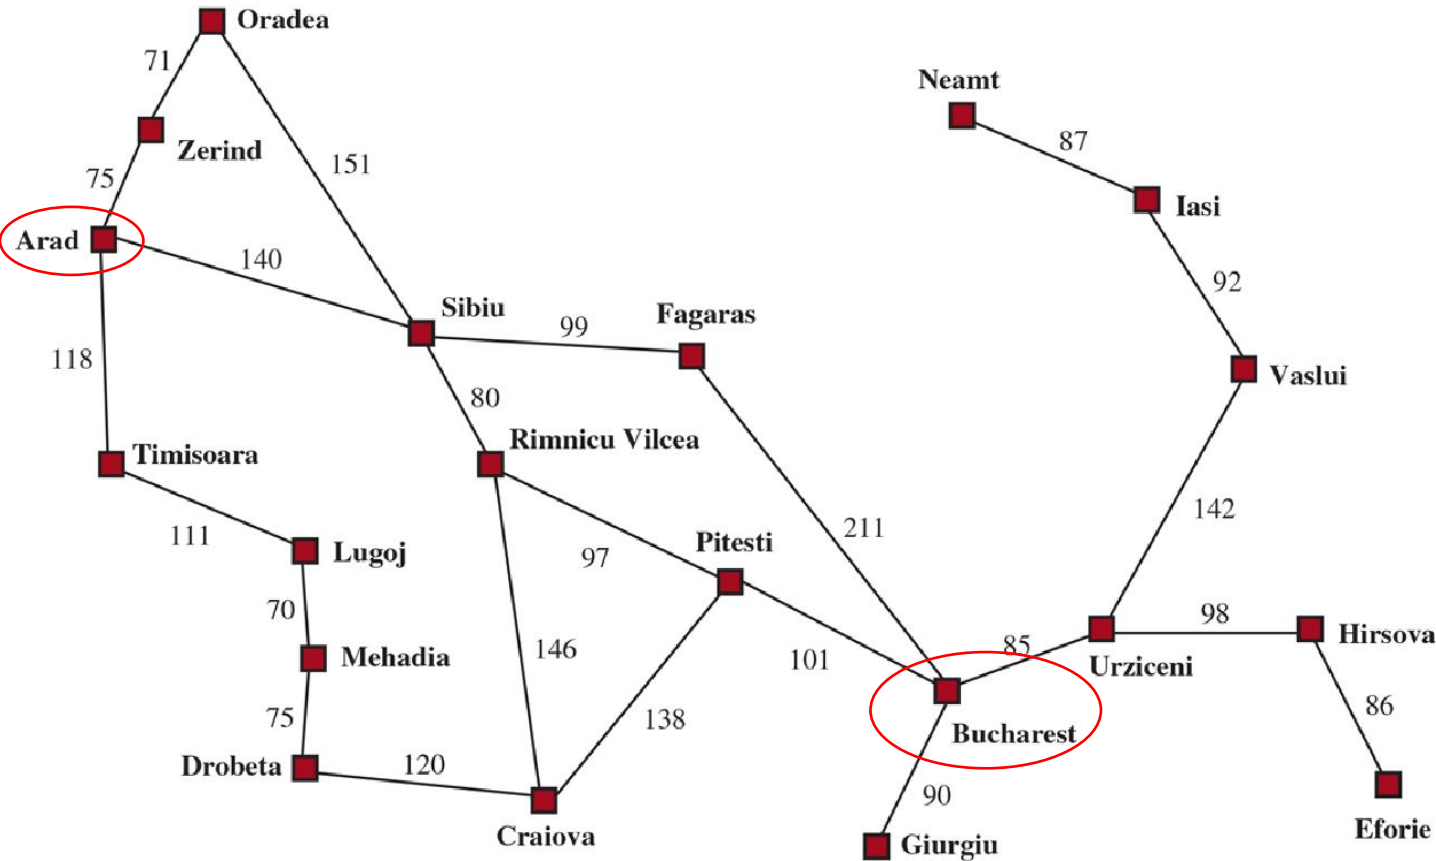 Oradea
71
Neamt
87
Zerind
151
75
Iasi
Arad
140
92
Sibiu
Fagaras
99
118
Vaslui
80
Rimnicu Vilcea
Timisoara
142
111
211
Pitesti
Lugoj
97
70
98
Hirsova
146
85
Mehadia
101
Urziceni
86
75
138
Bucharest
Drobeta
120
90
Craiova
Eforie
Giurgiu